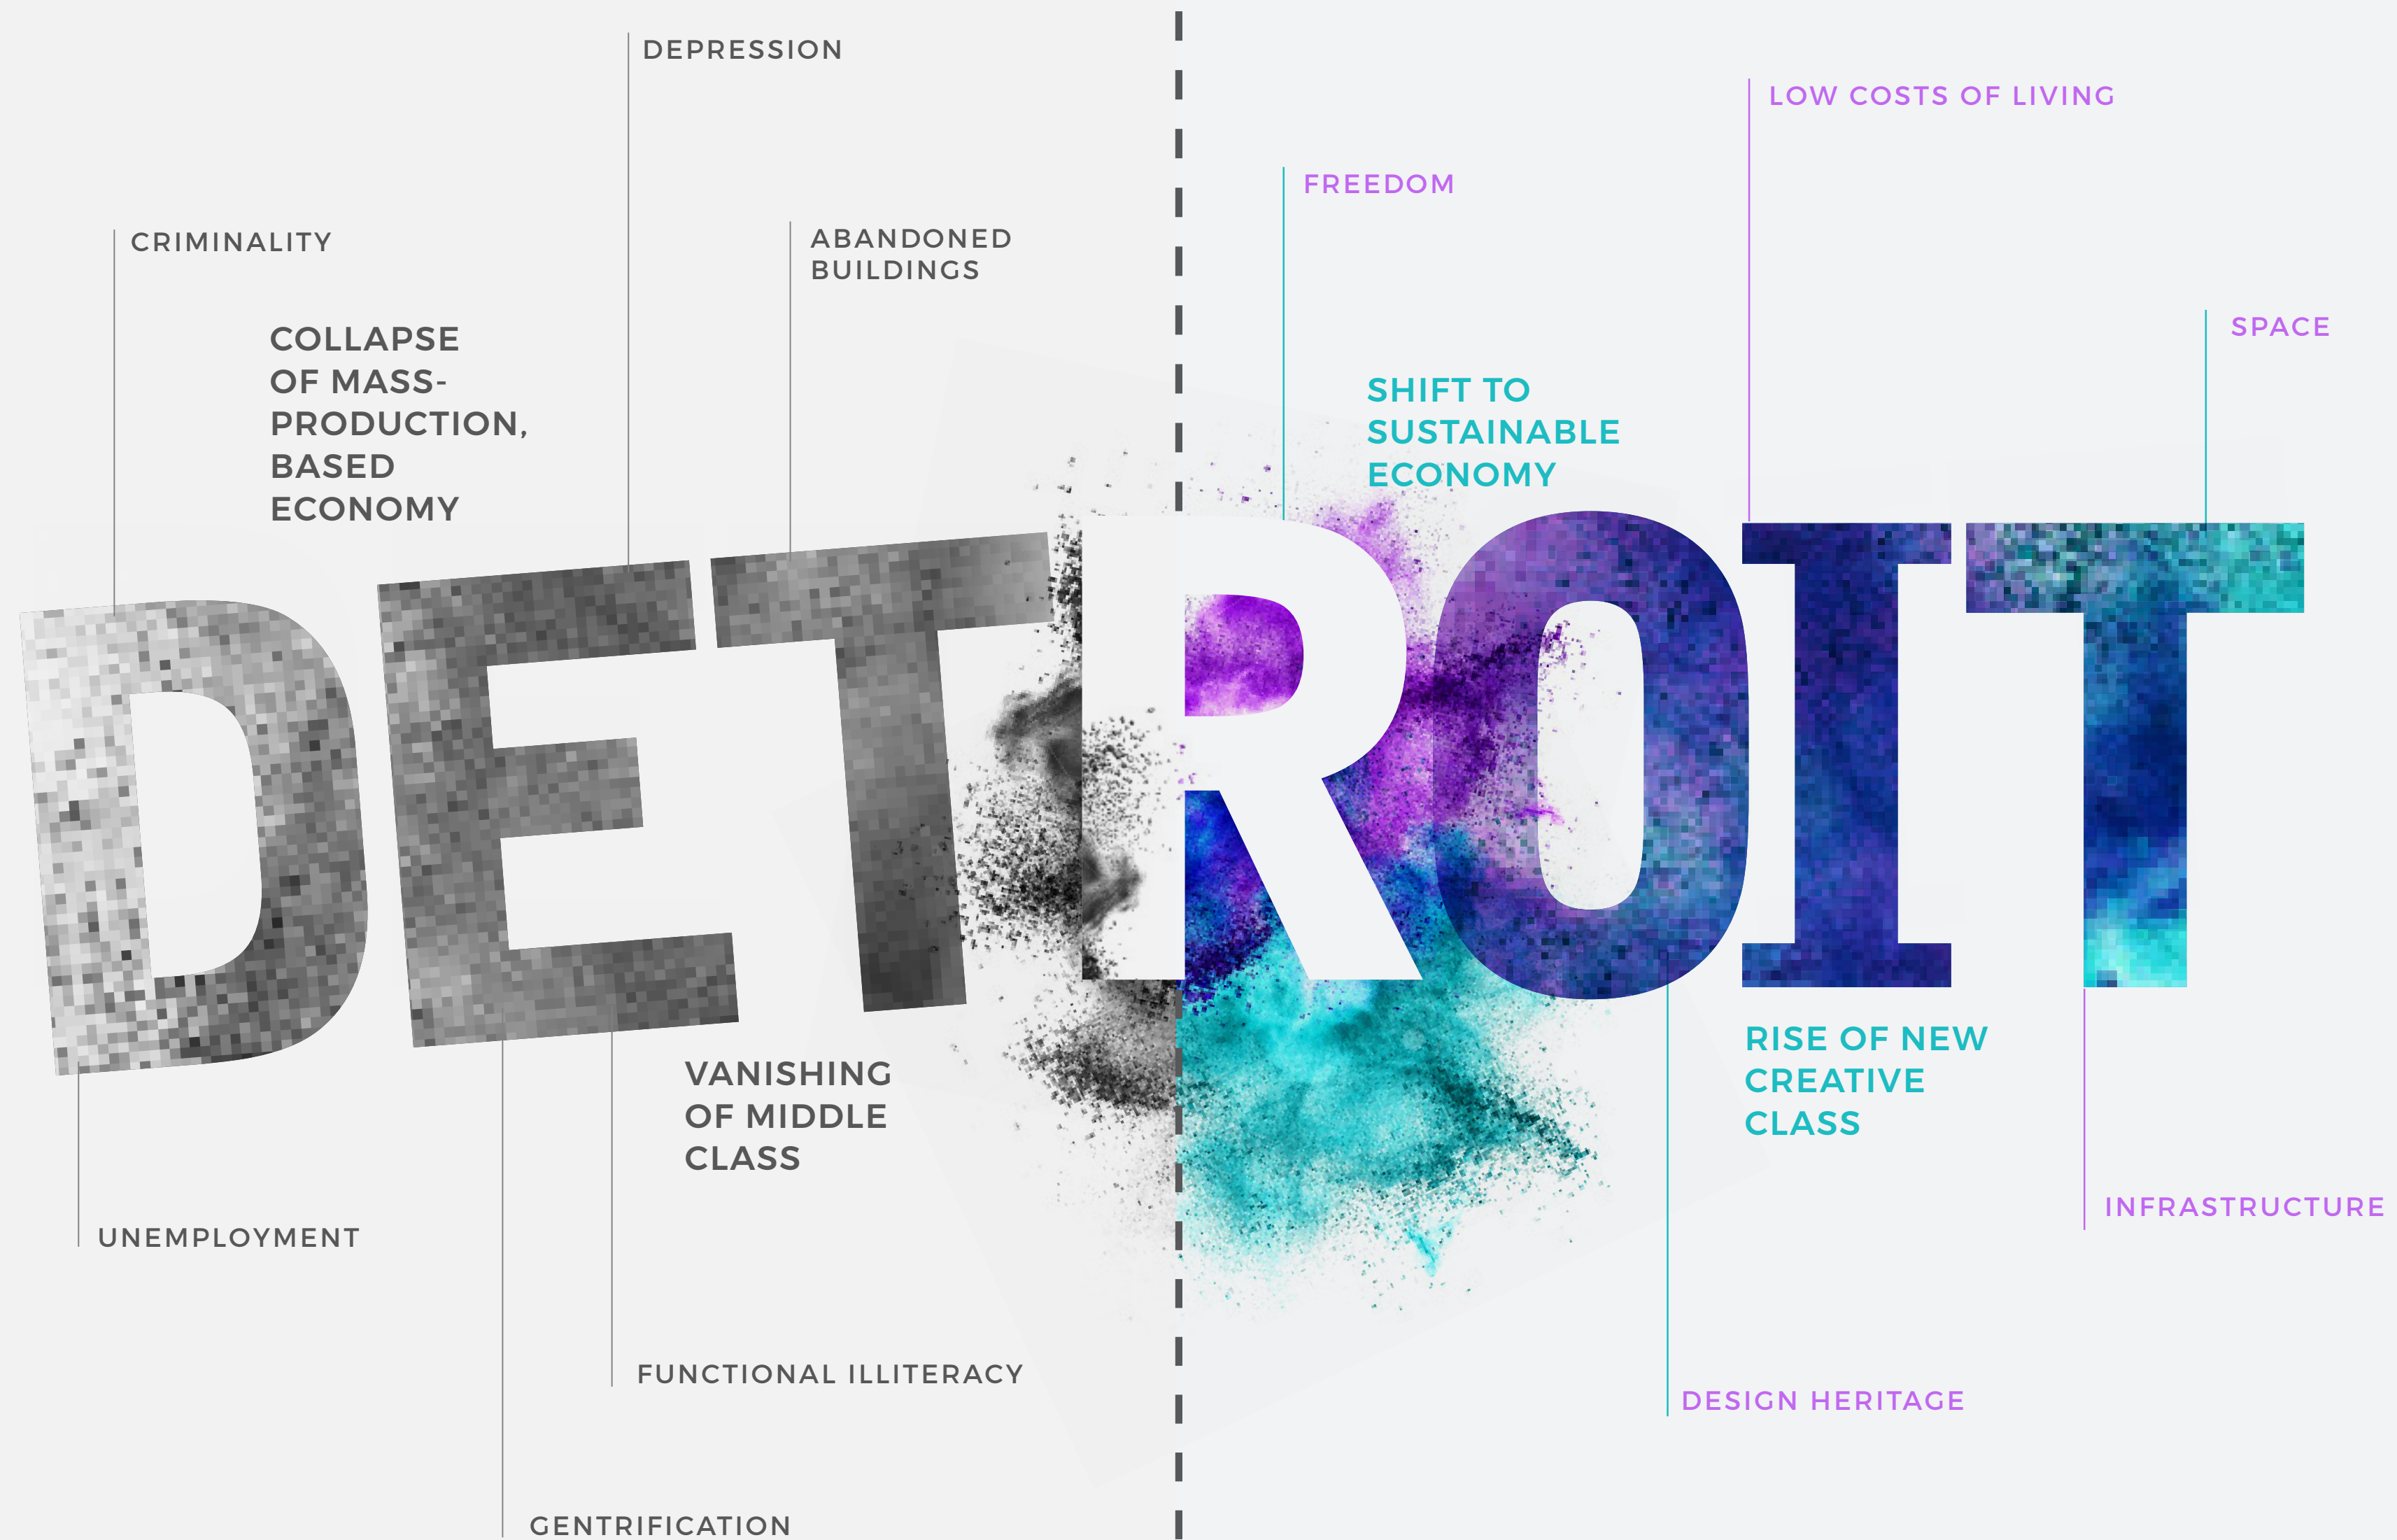 DEPRESSION
CRIMINALITY
ABANDONED
BUILDINGS
COLLAPSE
OF MASS-
PRODUCTION,
BASED
ECONOMY
LOW COSTS OF LIVING
FREEDOM
SPACE
SHIFT TO
SUSTAINABLE
ECONOMY
DETROIT
VANISHING
OF MIDDLE
CLASS
UNEMPLOYMENT
FUNCTIONAL ILLITERACY
GENTRIFICATION
RISE OF NEW
CREATIVE
CLASS
INFRASTRUCTURE
DESIGN HERITAGE